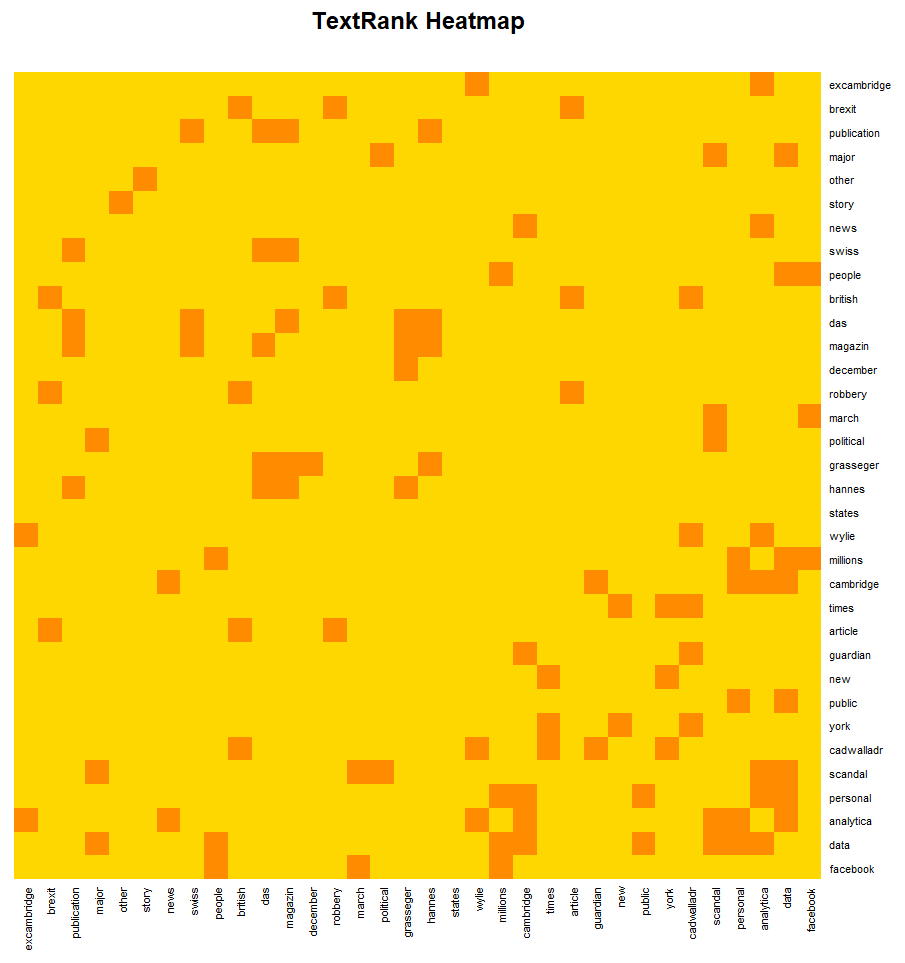 TextRank Heatmap
excambridge
brexit
publication
major
other
story
news
swiss
people
british
das
magazin
december
robbery
march
political
grasseger
hannes
states
wylie
millions
cambridge
times
article
guardian
new
public
york
cadwalladr
scandal
personal
analytica
data
facebook
excambridge
brexit
publication
major
other
story
news
swiss
people
british
das
magazin
december
robbery
march
political
grasseger
hannes
states
wylie
millions
cambridge
times
article
guardian
new
public
york
cadwalladr
scandal
personal
analytica
data
facebook